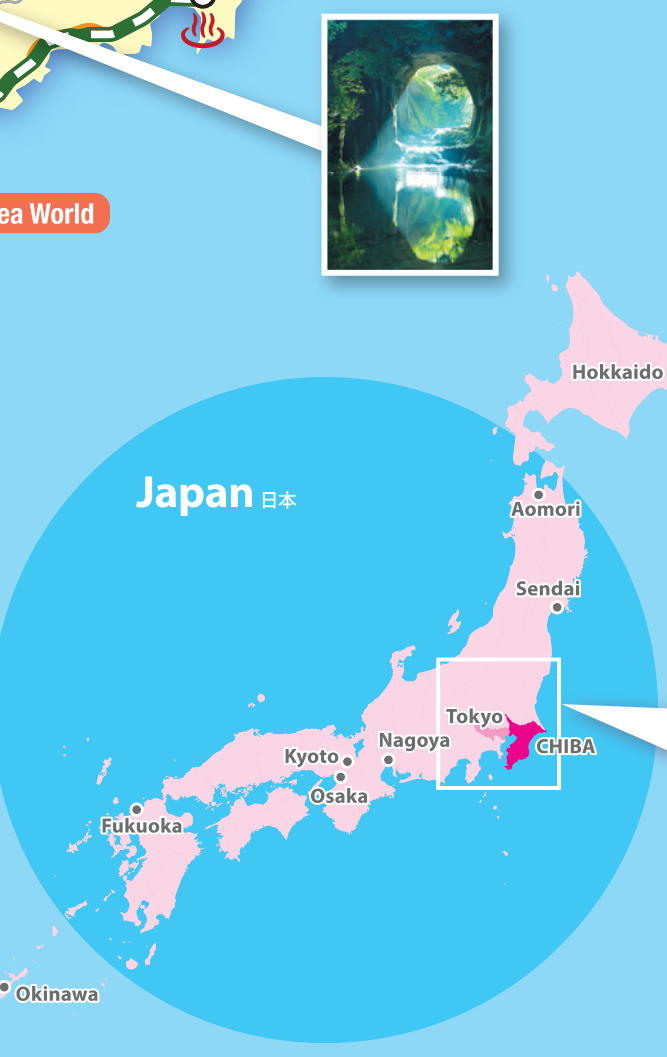 ea World
Hokkaido
Japan 日本
Aomori
Sendai
Tokyo
CHIBA
Nagoya
Kyoto
Osaka
Fukuoka
Okinawa